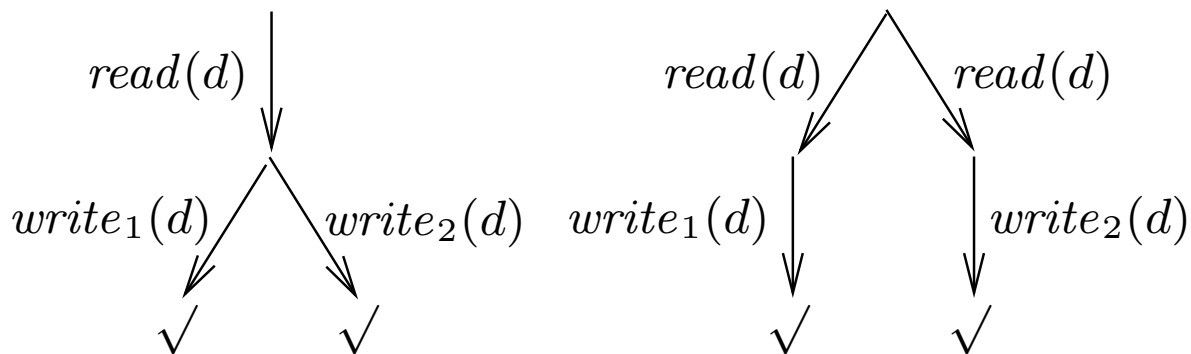 read(d) read(d) read(d)
write₁(d) write₂(d) write₁(d) write₂(d)
√ √ √ √